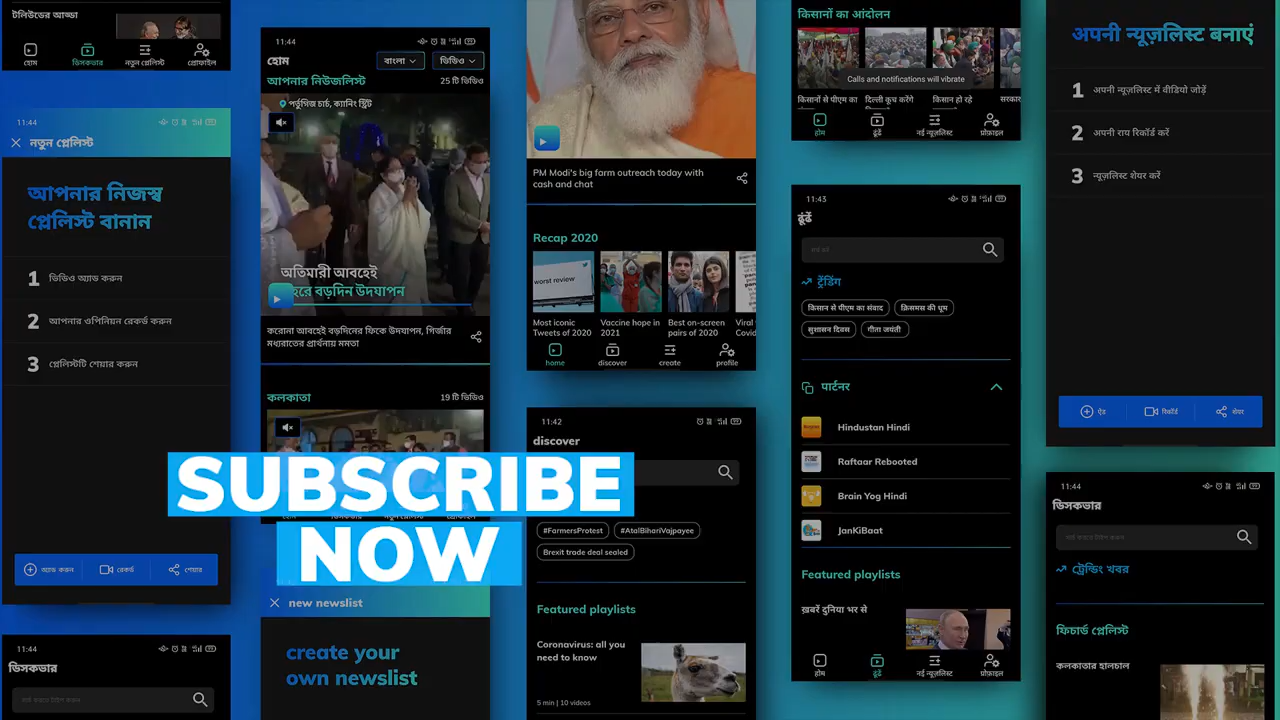 টলিউডের আড্ডা
হোম
ডিসকভার
নতুন প্লেলিস্ট
প্রোফাইল
11:44
নতুন প্লেলিস্ট
আপনার নিজস্ব
প্লেলিস্ট বানান
1 ভিডিও অ্যাড করুন
2 আপনার ওপিনিয়ন রেকর্ড করুন
3 প্লেলিস্টটি শেয়ার করুন
অ্যাড করুন
রেকর্ড
শেয়ার
11:44
ডিসকভার
11:44
হোম
বাংলা
ভিডিও
আপনার নিউজলিস্ট
25 টি ভিডিও
পর্তুগিজ চার্চ, ক্যানিং স্ট্রিট
অতিমারী আবহেই
হরে বড়দিন উদযাপন
করোনা আবহেই বড়দিনের ফিকে উদযাপন, গির্জার
মধ্যরাতের প্রার্থনায় মমতা
কলকাতা
19 টি ভিডিও
SUBSCRIBE
NOW
new newslist
create your
own newslist
PM Modi's big farm outreach today with
cash and chat
Recap 2020
worst review
Most iconic
Tweets of 2020
Vaccine hope in
2021
Best on-screen
pairs of 2020
Viral
Covid
home
discover
create
profile
11:42
discover
#FarmersProtest
#AtalBihariVajpayee
Brexit trade deal sealed
Featured playlists
Coronavirus: all you
need to know
5 min | 10 videos
किसानों का आंदोलन
Calls and notifications will vibrate
किसानों से पीएम का
दिल्ली कूच करेंगे
किसान हो रहे
सरकार
होम
ढूंढें
नई न्यूज़लिस्ट
प्रोफ़ाइल
11:43
ढूंढें
ट्रेंडिंग
किसान से पीएम का संवाद
क्रिसमस की धूम
सुशासन दिवस
गीता जयंती
पार्टनर
Hindustan Hindi
Raftaar Rebooted
Brain Yog Hindi
JanKiBaat
Featured playlists
ख़बरें दुनिया भर से
होम
ढूंढें
नई न्यूज़लिस्ट
प्रोफ़ाइल
अपनी न्यूज़लिस्ट बनाएं
1 अपनी न्यूज़लिस्ट में वीडियो जोड़ें
2 अपनी राय रिकॉर्ड करें
3 न्यूज़लिस्ट शेयर करें
ऐड
रिकॉर्ड
शेयर
11:44
ডিসকভার
ট্রেন্ডিং খবর
ফিচার্ড প্লেলিস্ট
কলকাতার হালচাল